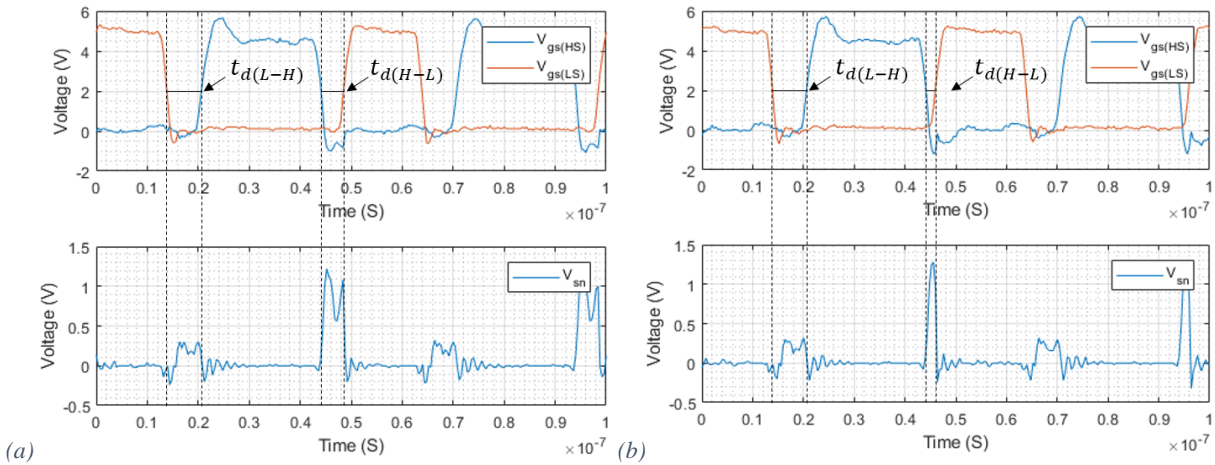 6
4
2
0
-2
Voltage (V)
V_gs(HS)
V_gs(LS)
t_d(L−H)
t_d(H−L)
0 0.1 0.2 0.3 0.4 0.5 0.6 0.7 0.8 0.9 1
Time (S)
×10^-7
1.5
1
0.5
0
-0.5
Voltage (V)
V_sn
0 0.1 0.2 0.3 0.4 0.5 0.6 0.7 0.8 0.9 1
Time (S)
×10^-7
(a)
6
4
2
0
-2
Voltage (V)
V_gs(HS)
V_gs(LS)
t_d(L−H)
t_d(H−L)
0 0.1 0.2 0.3 0.4 0.5 0.6 0.7 0.8 0.9 1
Time (S)
×10^-7
1.5
1
0.5
0
-0.5
Voltage (V)
V_sn
0 0.1 0.2 0.3 0.4 0.5 0.6 0.7 0.8 0.9 1
Time (S)
×10^-7
(b)